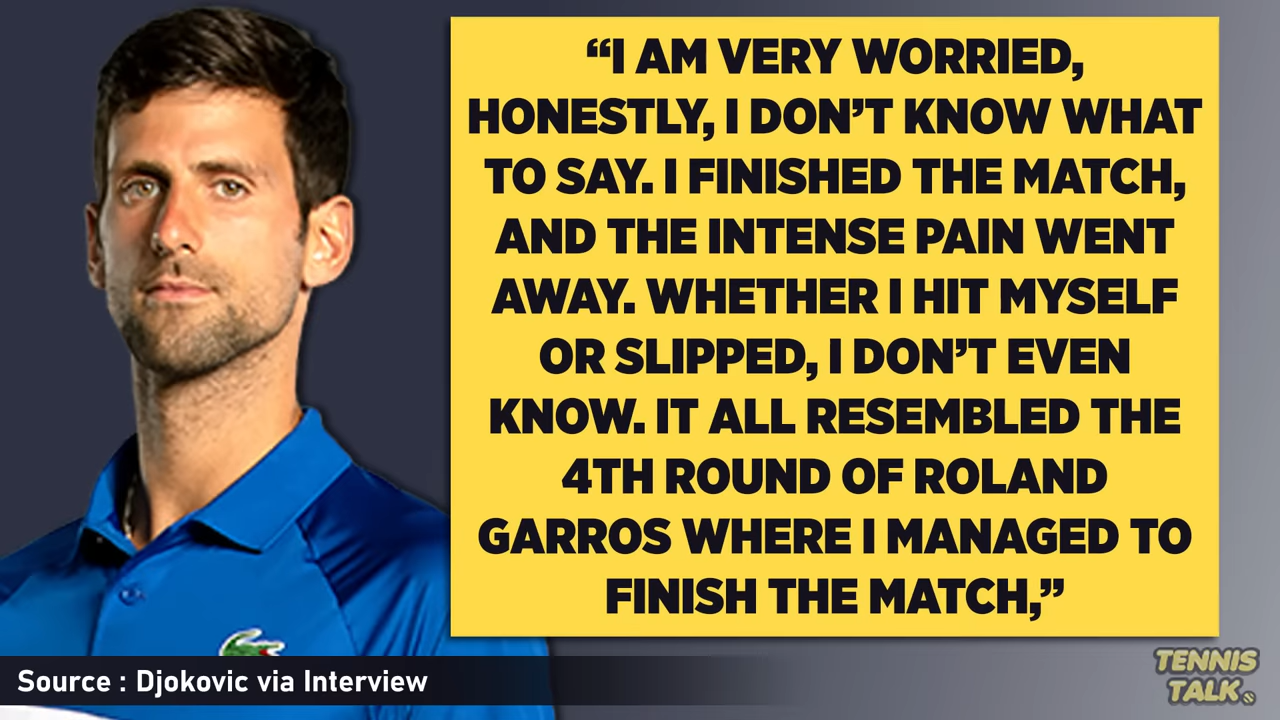 “I AM VERY WORRIED,
HONESTLY, I DON’T KNOW WHAT
TO SAY. I FINISHED THE MATCH,
AND THE INTENSE PAIN WENT
AWAY. WHETHER I HIT MYSELF
OR SLIPPED, I DON’T EVEN
KNOW. IT ALL RESEMBLED THE
4TH ROUND OF ROLAND
GARROS WHERE I MANAGED TO
FINISH THE MATCH,”
Source : Djokovic via Interview
TENNIS
TALK